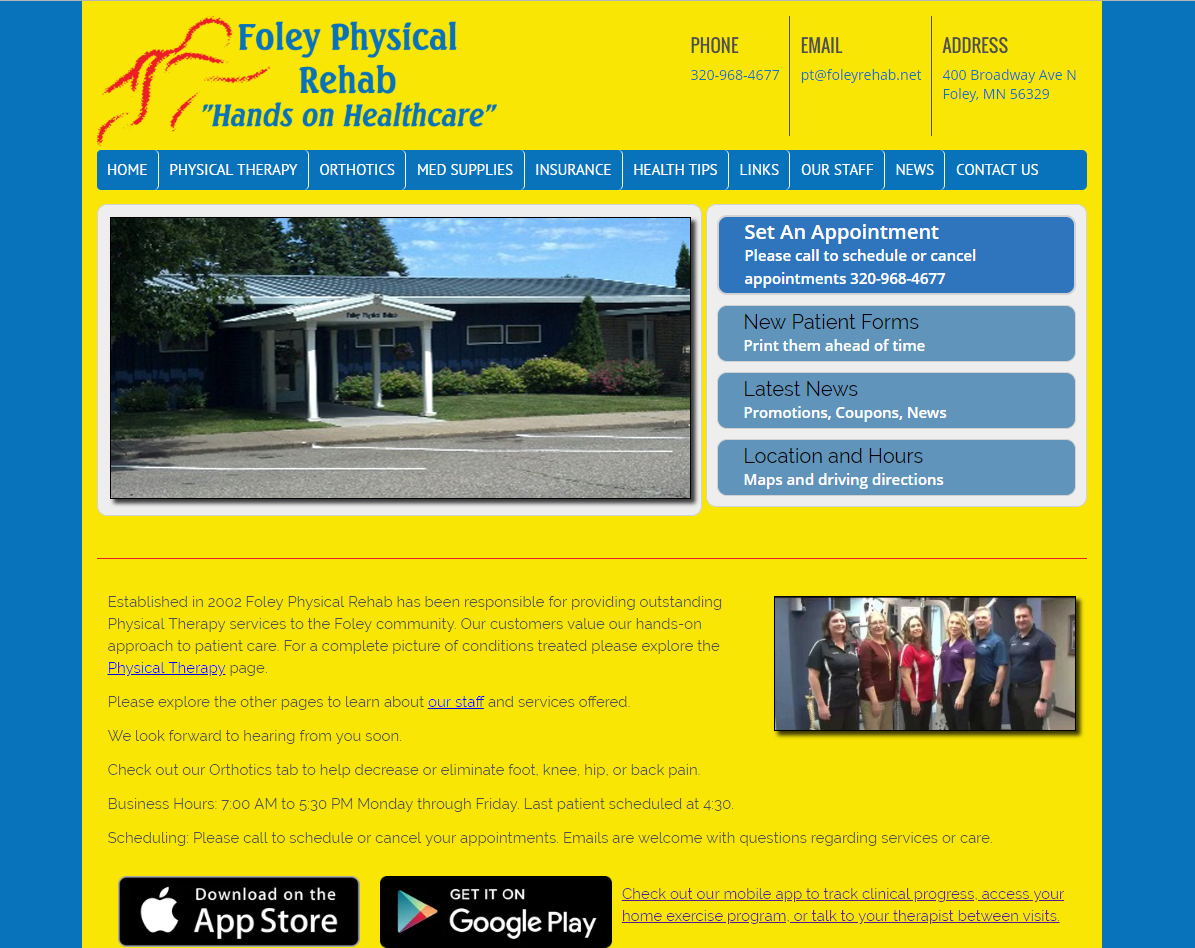 Foley Physical
Rehab
"Hands on Healthcare"
PHONE
320-968-4677
EMAIL
pt@foleyrehab.net
ADDRESS
400 Broadway Ave N
Foley, MN 56329
HOME PHYSICAL THERAPY ORTHOTICS MED SUPPLIES INSURANCE HEALTH TIPS LINKS OUR STAFF NEWS CONTACT US
Foley Physical Rehab
Set An Appointment
Please call to schedule or cancel
appointments 320-968-4677
New Patient Forms
Print them ahead of time
Latest News
Promotions, Coupons, News
Location and Hours
Maps and driving directions
Established in 2002 Foley Physical Rehab has been responsible for providing outstanding
Physical Therapy services to the Foley community. Our customers value our hands-on
approach to patient care. For a complete picture of conditions treated please explore the
Physical Therapy page.
Please explore the other pages to learn about our staff and services offered.
We look forward to hearing from you soon.
Check out our Orthotics tab to help decrease or eliminate foot, knee, hip, or back pain.
Business Hours: 7:00 AM to 5:30 PM Monday through Friday. Last patient scheduled at 4:30.
Scheduling: Please call to schedule or cancel your appointments. Emails are welcome with questions regarding services or care.
Download on the
App Store
GET IT ON
Google Play
Check out our mobile app to track clinical progress, access your
home exercise program, or talk to your therapist between visits.